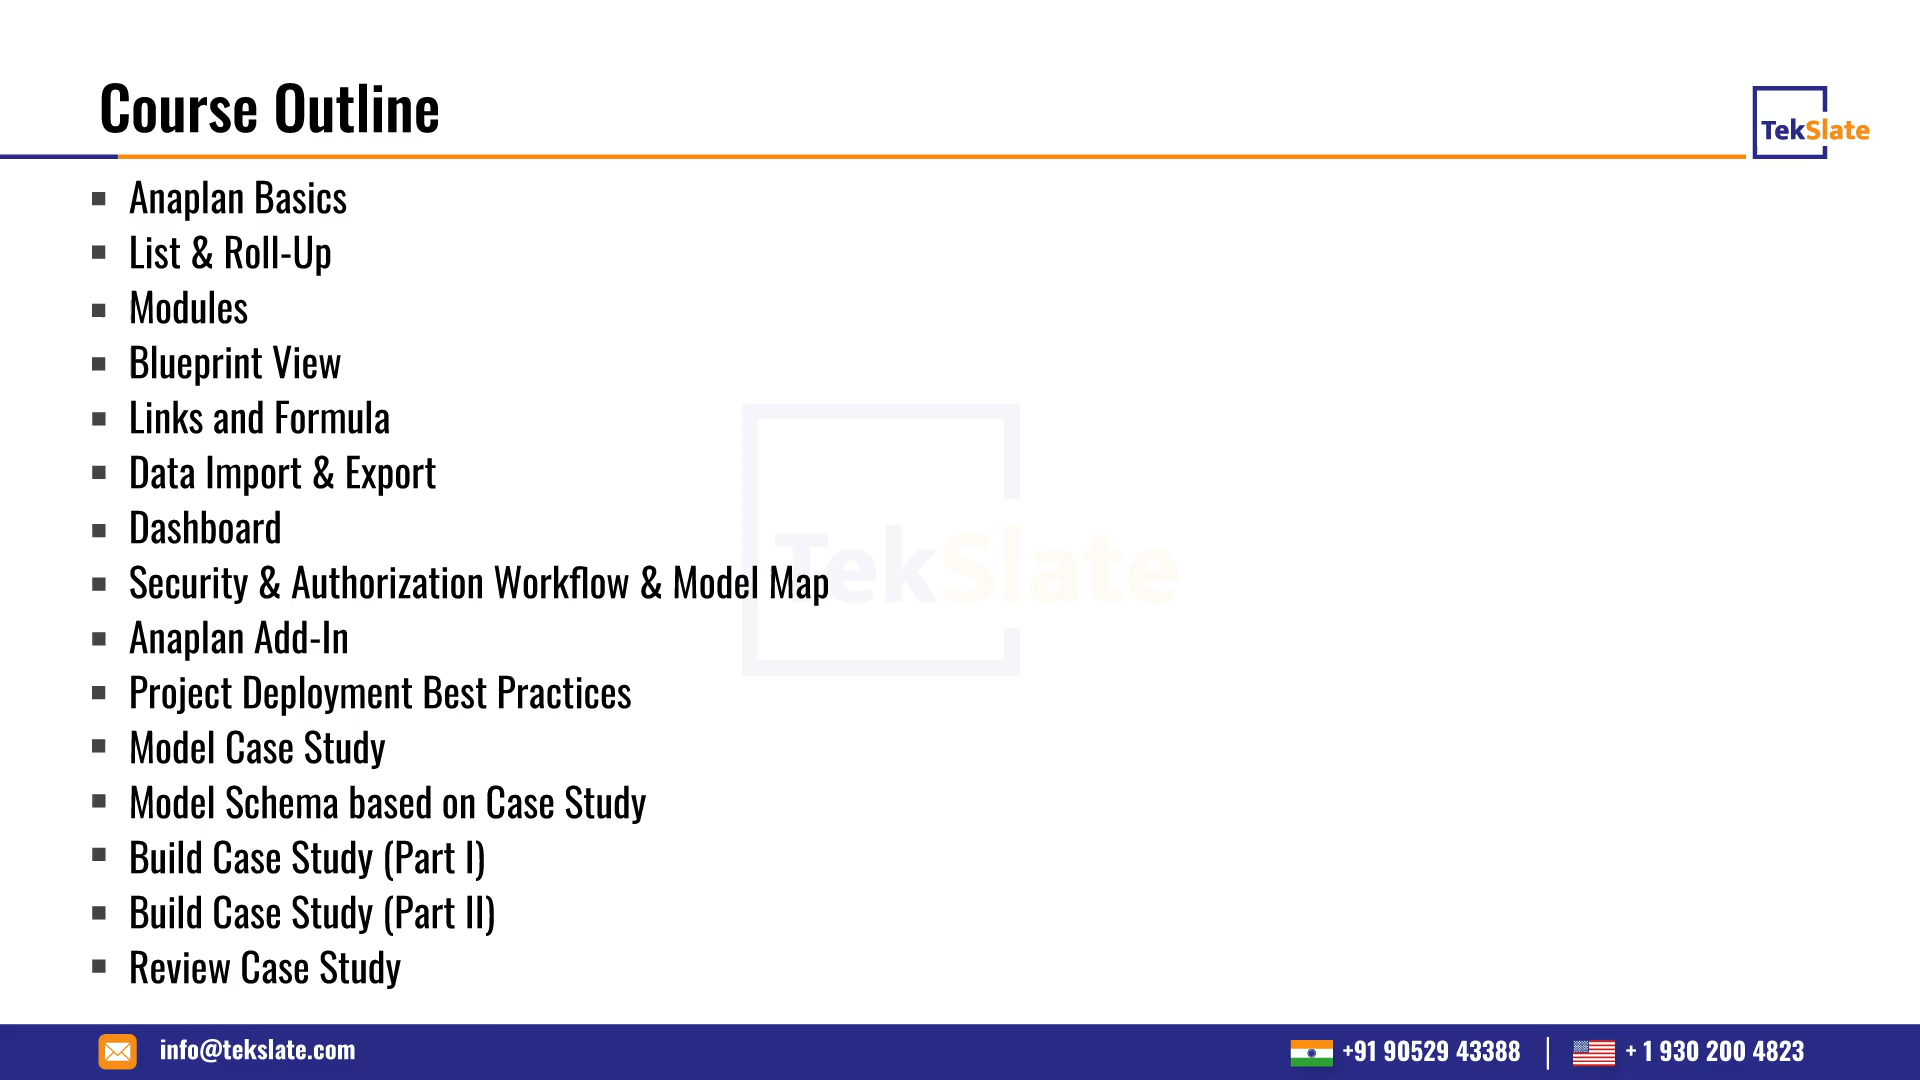 Course Outline
TekSlate
Anaplan Basics
List & Roll-Up
Modules
Blueprint View
Links and Formula
Data Import & Export
Dashboard
Security & Authorization Workflow & Model Map
Anaplan Add-In
Project Deployment Best Practices
Model Case Study
Model Schema based on Case Study
Build Case Study (Part I)
Build Case Study (Part II)
Review Case Study
TekSlate
info@tekslate.com
+91 90529 43388
+ 1 930 200 4823